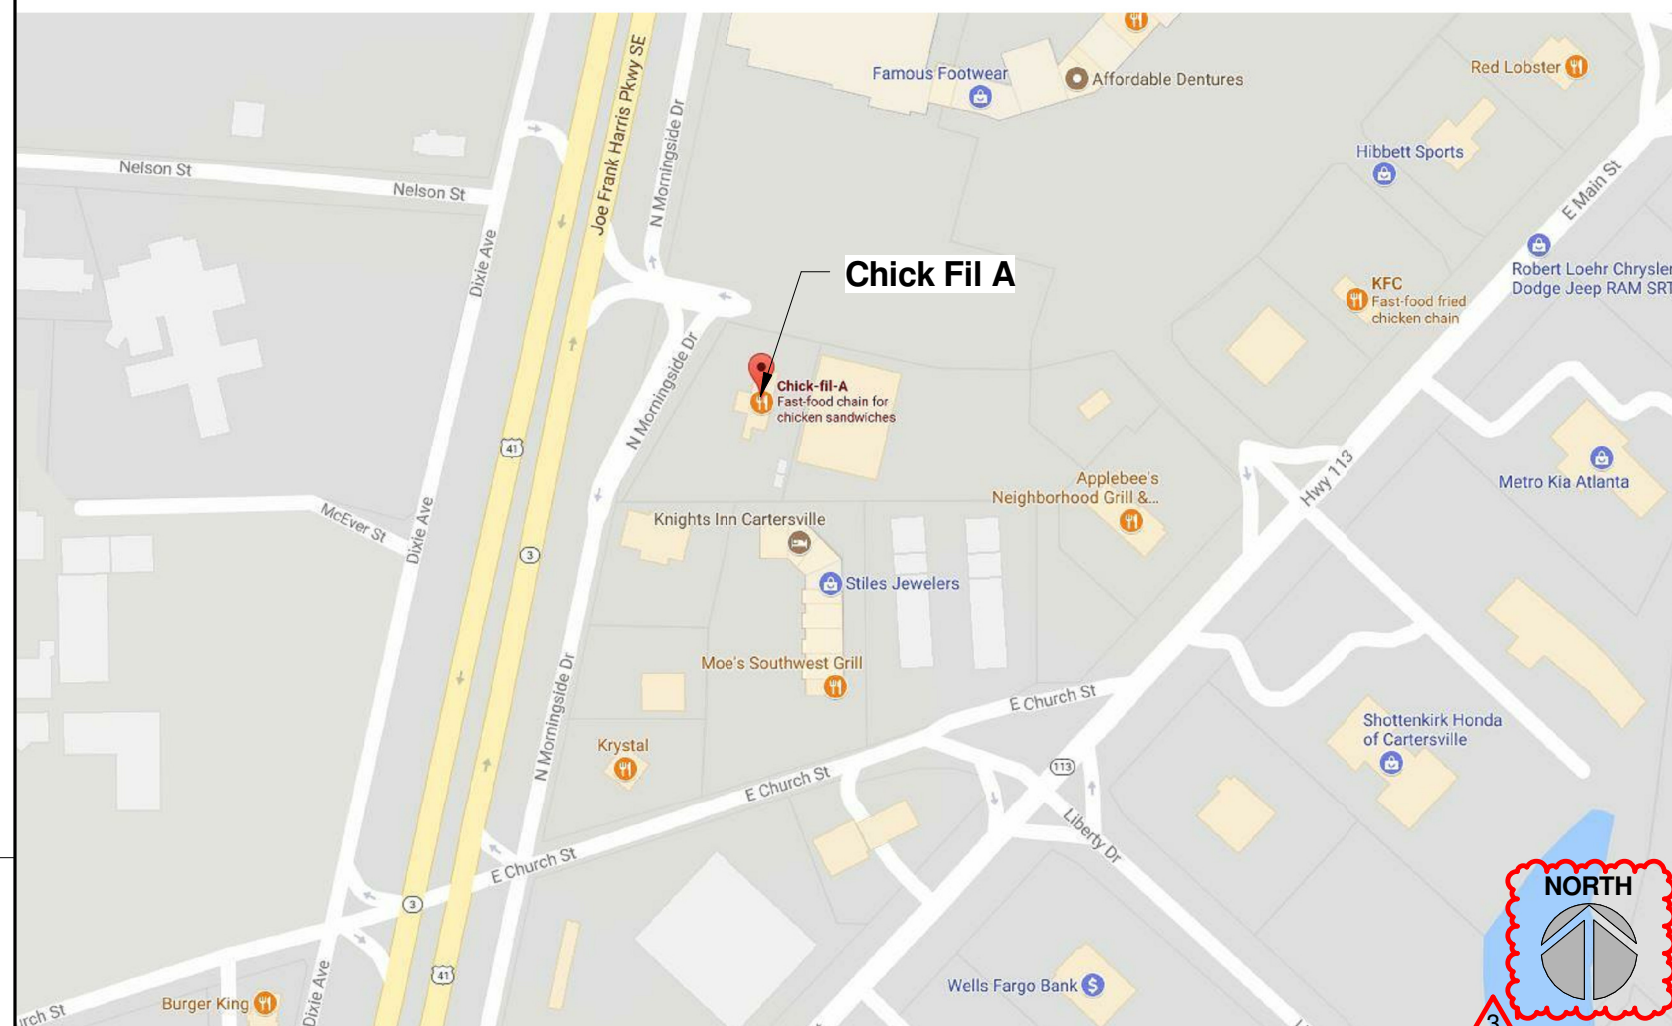 Famous Footwear
Affordable Dentures
Red Lobster
Joe Frank Harris Pkwy SE
N Morningside Dr
Hibbett Sports
Nelson St
Nelson St
E Main St
Dixie Ave
Chick Fil A
Robert Loehr Chrysler
Dodge Jeep RAM SRT
KFC
Fast-food fried
chicken chain
N Morningside Dr
Chick-fil-A
Fast-food chain for
chicken sandwiches
41
Hwy 113
Metro Kia Atlanta
Applebee's
Neighborhood Grill &...
McEver St
Dixie Ave
Knights Inn Cartersville
3
Stiles Jewelers
Moe's Southwest Grill
N Morningside Dr
E Church St
Shottenkirk Honda
of Cartersville
Krystal
E Church St
113
Liberty Dr
E Church St
3
NORTH
41
Wells Fargo Bank
$
Burger King
Dixie Ave
rch St
3